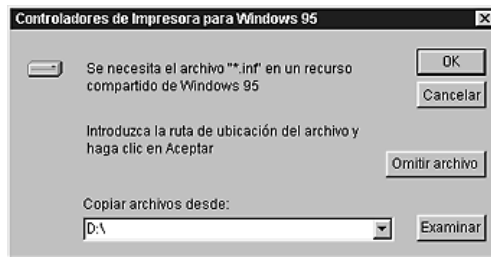 Controladores de Impresora para Windows 95
Se necesita el archivo "*.inf' en un recurso
compartido de Windows 95
OK
Cancelar
Introduzca la ruta de ubicación del archivo y
haga clic en Aceptar
Omitir archivo
Copiar archivos desde:
D:\
Examinar